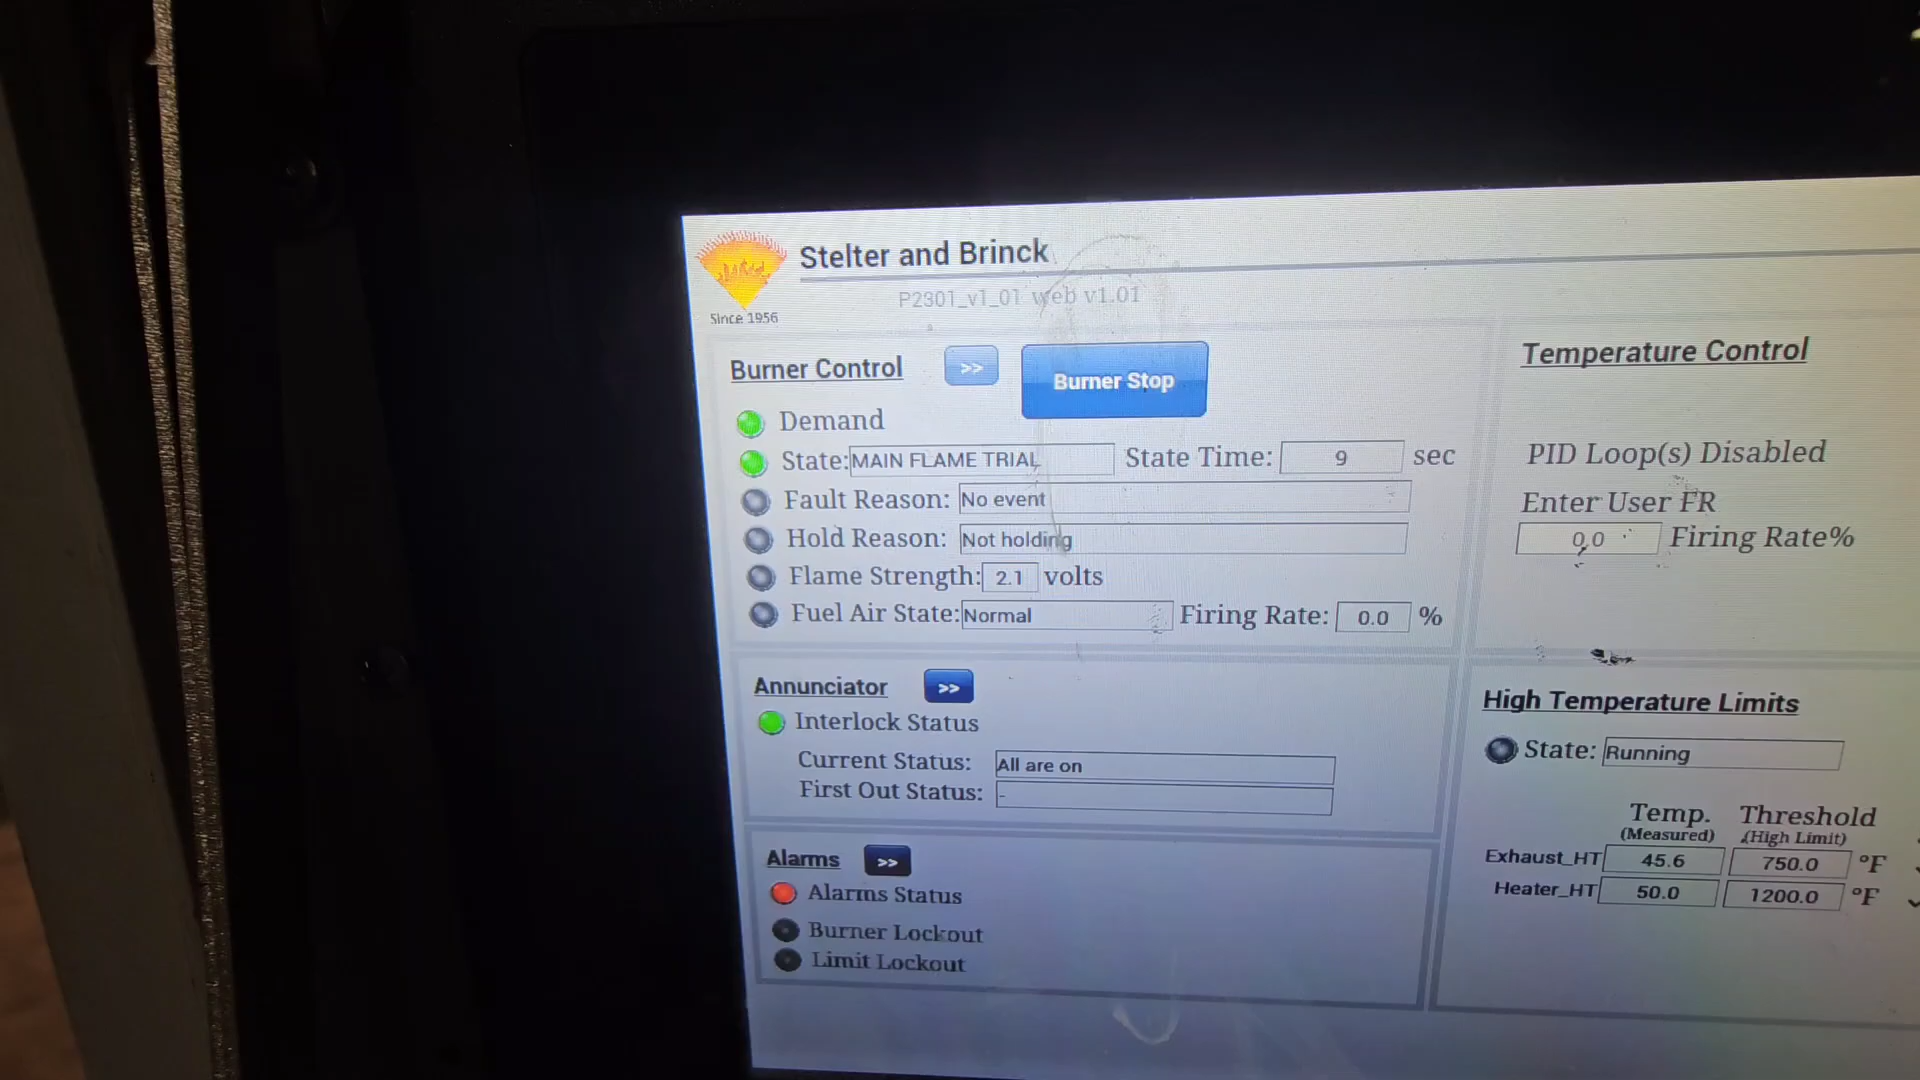 Stelter and Brinck
P2301_v1_01 web v1.01
Since 1956
Burner Control >> Burner Stop
Demand
State: MAIN FLAME TRIAL State Time: 9 sec
Fault Reason: No event
Hold Reason: Not holding
Flame Strength: 2.1 volts
Fuel Air State: Normal Firing Rate: 0.0 %
Temperature Control
PID Loop(s) Disabled
Enter User FR
0.0 Firing Rate%
Annunciator >>
Interlock Status
Current Status: All are on
First Out Status: -
Alarms >>
Alarms Status
Burner Lockout
Limit Lockout
High Temperature Limits
State: Running
Temp. Threshold
(Measured) (High Limit)
Exhaust_HT 45.6 750.0 °F
Heater_HT 50.0 1200.0 °F